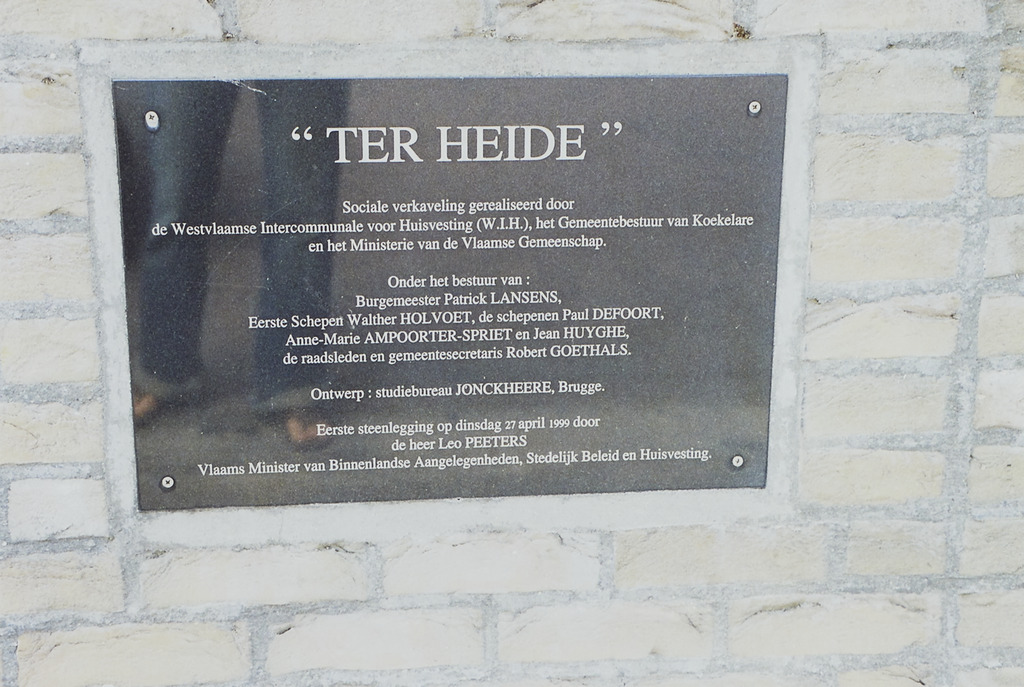 “ TER HEIDE ”
Sociale verkaveling gerealiseerd door
de Westvlaamse Intercommunale voor Huisvesting (W.I.H.), het Gemeentebestuur van Koekelare
en het Ministerie van de Vlaamse Gemeenschap.
Onder het bestuur van :
Burgemeester Patrick LANSENS,
Eerste Schepen Walther HOLVOET, de schepenen Paul DEFOORT,
Anne-Marie AMPOORTER-SPRIET en Jean HUYGHE,
de raadsleden en gemeentesecretaris Robert GOETHALS.
Ontwerp : studiebureau JONCKHEERE, Brugge.
Eerste steenlegging op dinsdag 27 april 1999 door
de heer Leo PEETERS
Vlaams Minister van Binnenlandse Aangelegenheden, Stedelijk Beleid en Huisvesting.